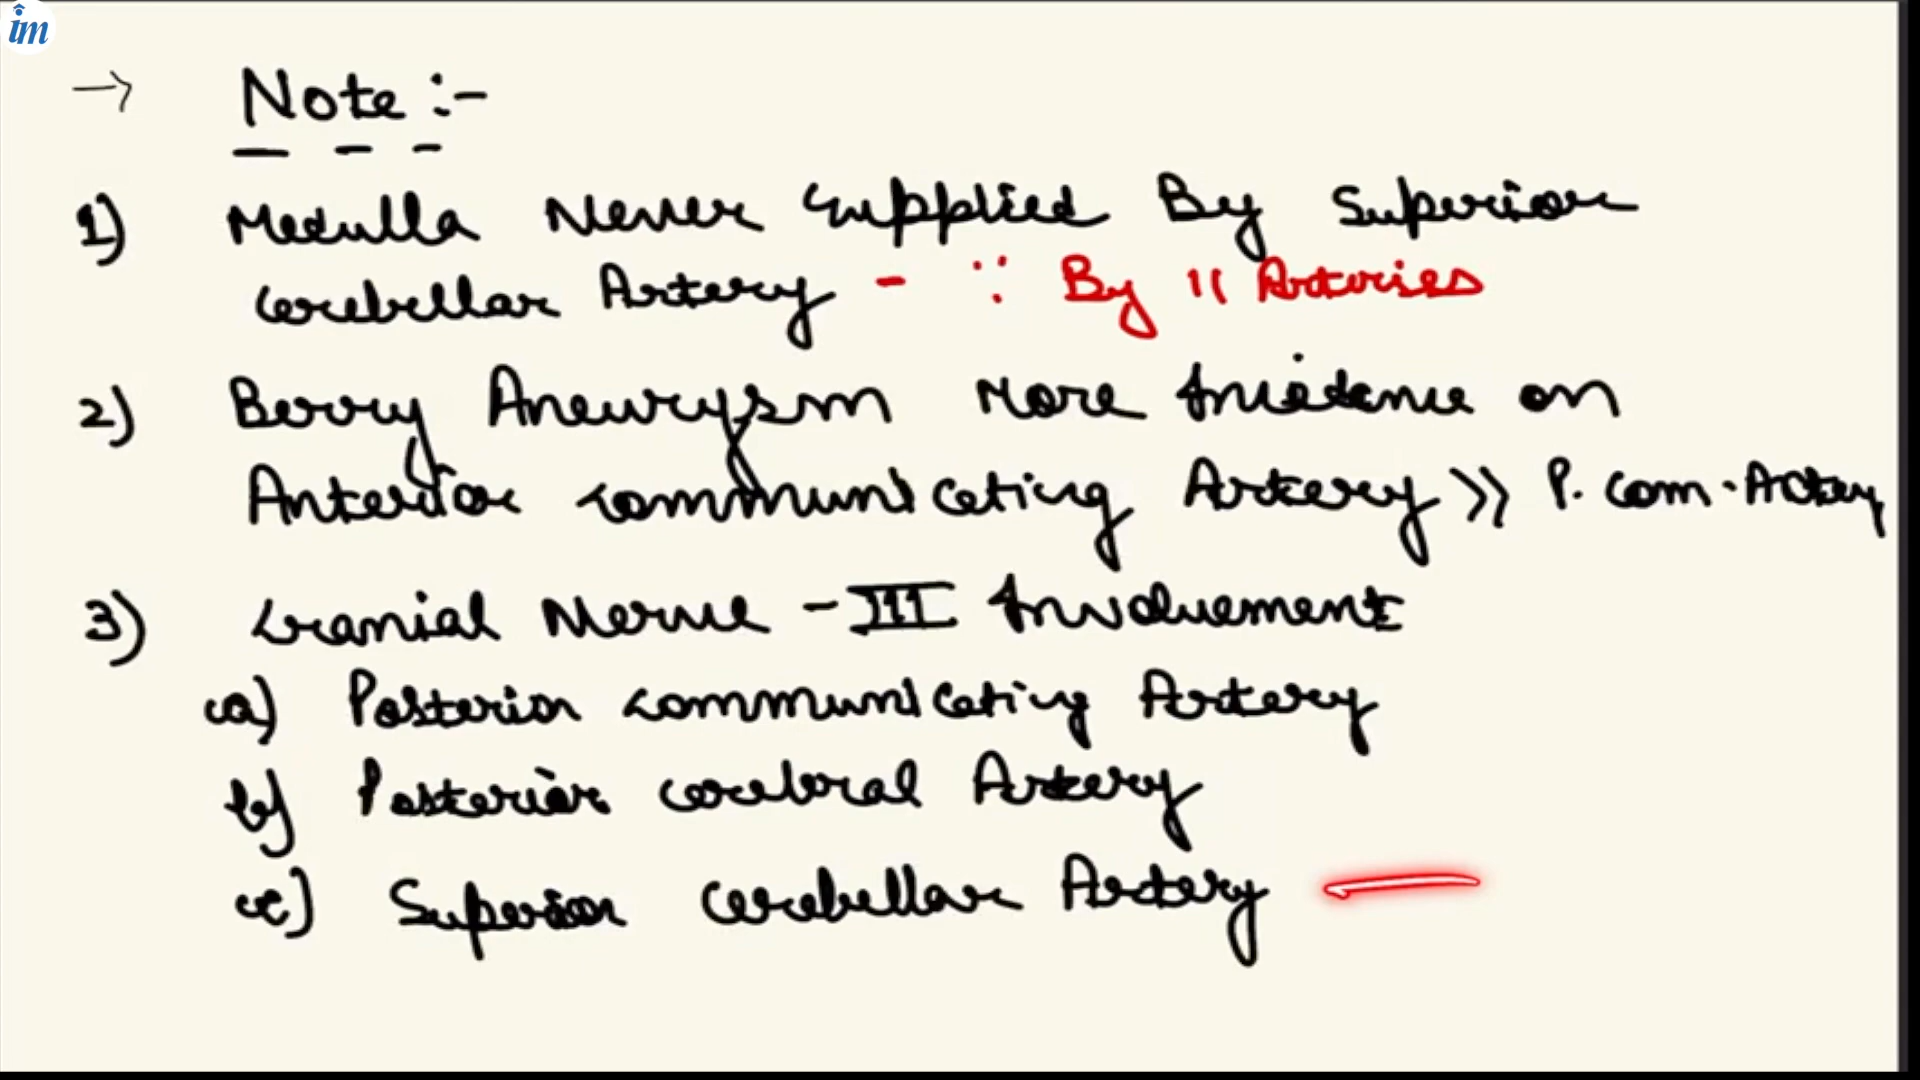 im
→ Note :-
1) Medulla Never Supplied By Superior
Cerebellar Artery - ∵ By 11 Arteries
2) Berry Aneurysm More Incidence on
Anterior communicating Artery >> P. Com. Artery
3) Cranial Nerve - III Involvement
(a) Posterior communicating Artery
(b) Posterior cerebral Artery
(c) Superior Cerebellar Artery